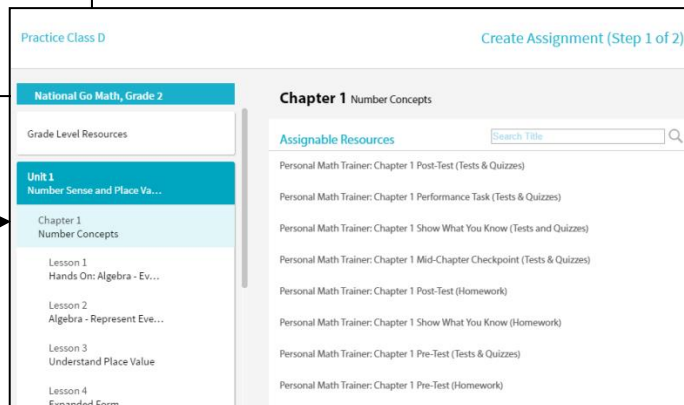 Practice Class D
Create Assignment (Step 1 of 2)
National Go Math, Grade 2
Grade Level Resources
Unit 1
Number Sense and Place Va...
Chapter 1
Number Concepts
Lesson 1
Hands On: Algebra - Ev...
Lesson 2
Algebra - Represent Eve...
Lesson 3
Understand Place Value
Lesson 4
Expanded Form
Chapter 1 Number Concepts
Assignable Resources
Search Title
Personal Math Trainer: Chapter 1 Post-Test (Tests & Quizzes)
Personal Math Trainer: Chapter 1 Performance Task (Tests & Quizzes)
Personal Math Trainer: Chapter 1 Show What You Know (Tests and Quizzes)
Personal Math Trainer: Chapter 1 Mid-Chapter Checkpoint (Tests & Quizzes)
Personal Math Trainer: Chapter 1 Post-Test (Homework)
Personal Math Trainer: Chapter 1 Show What You Know (Homework)
Personal Math Trainer: Chapter 1 Pre-Test (Tests & Quizzes)
Personal Math Trainer: Chapter 1 Pre-Test (Homework)